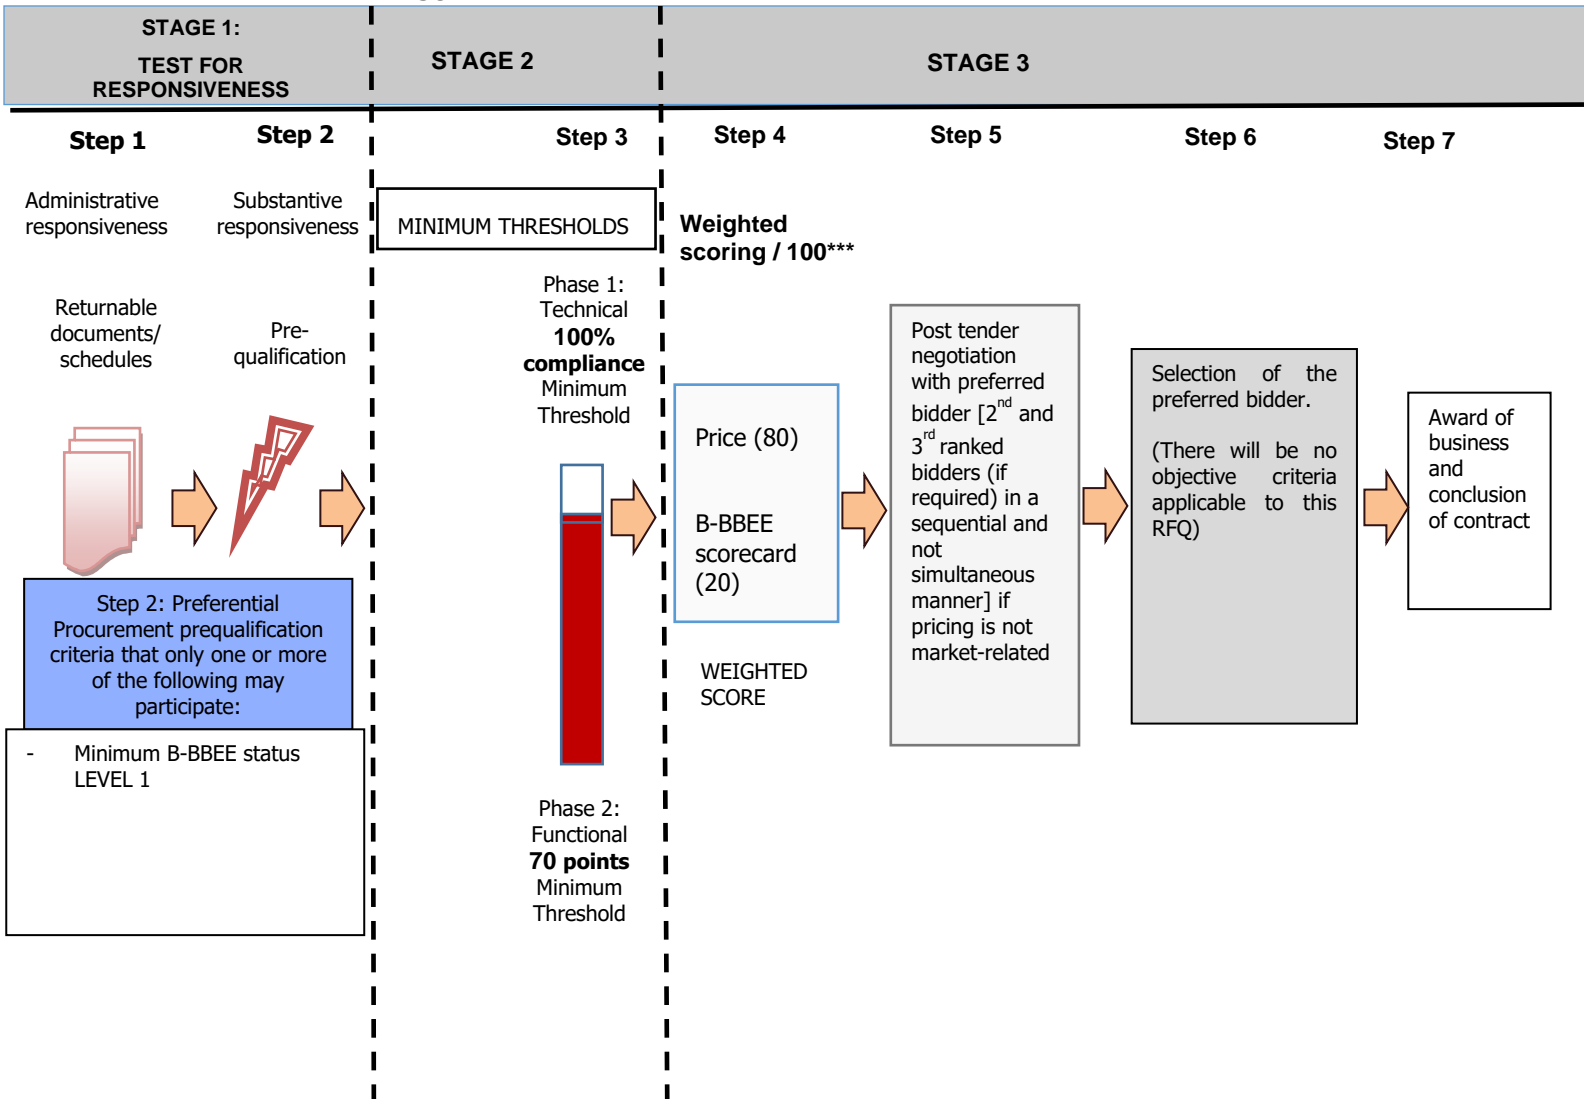 STAGE 1:
TEST FOR
RESPONSIVENESS
STAGE 2
STAGE 3
Step 1
Step 2
Step 3
Step 4
Step 5
Step 6
Step 7
Administrative
responsiveness
Substantive
responsiveness
MINIMUM THRESHOLDS
Weighted
scoring / 100***
Returnable
documents/
schedules
Pre-
qualification
Phase 1:
Technical
100%
compliance
Minimum
Threshold
Price (80)
B-BBEE
scorecard
(20)
WEIGHTED
SCORE
Post tender
negotiation
with preferred
bidder [2nd and
3rd ranked
bidders (if
required) in a
sequential and
not
simultaneous
manner] if
pricing is not
market-related
Selection of the
preferred bidder.
(There will be no
objective criteria
applicable to this
RFQ)
Award of
business
and
conclusion
of contract
Step 2: Preferential
Procurement prequalification
criteria that only one or more
of the following may
participate:
- Minimum B-BBEE status
LEVEL 1
Phase 2:
Functional
70 points
Minimum
Threshold